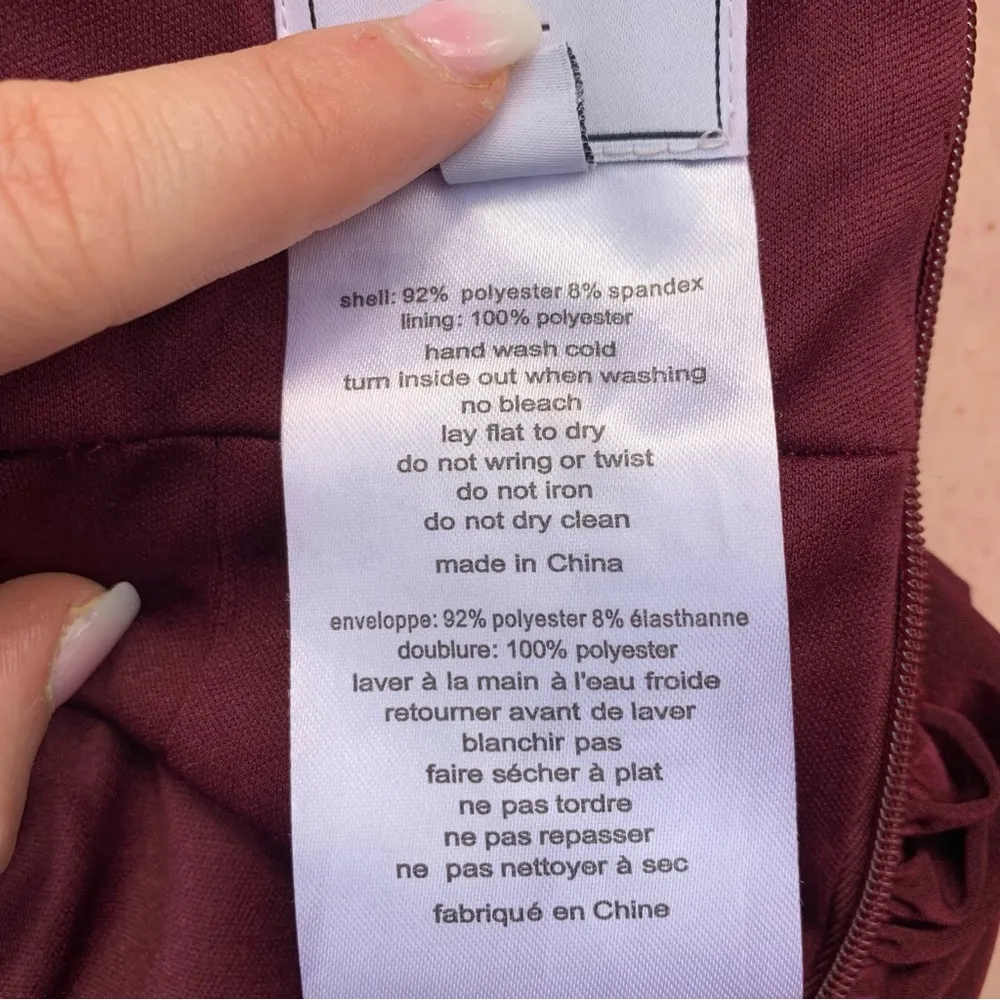 shell: 92% polyester 8% spandex
lining: 100% polyester
hand wash cold
turn inside out when washing
no bleach
lay flat to dry
do not wring or twist
do not iron
do not dry clean
made in China
enveloppe: 92% polyester 8% élasthanne
doublure: 100% polyester
laver à la main à l'eau froide
retourner avant de laver
blanchir pas
faire sécher à plat
ne pas tordre
ne pas repasser
ne pas nettoyer à sec
fabriqué en Chine